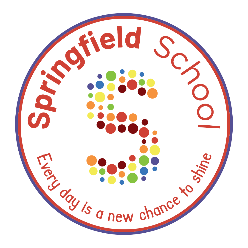 Springfield School
S
Every day is a new chance to shine